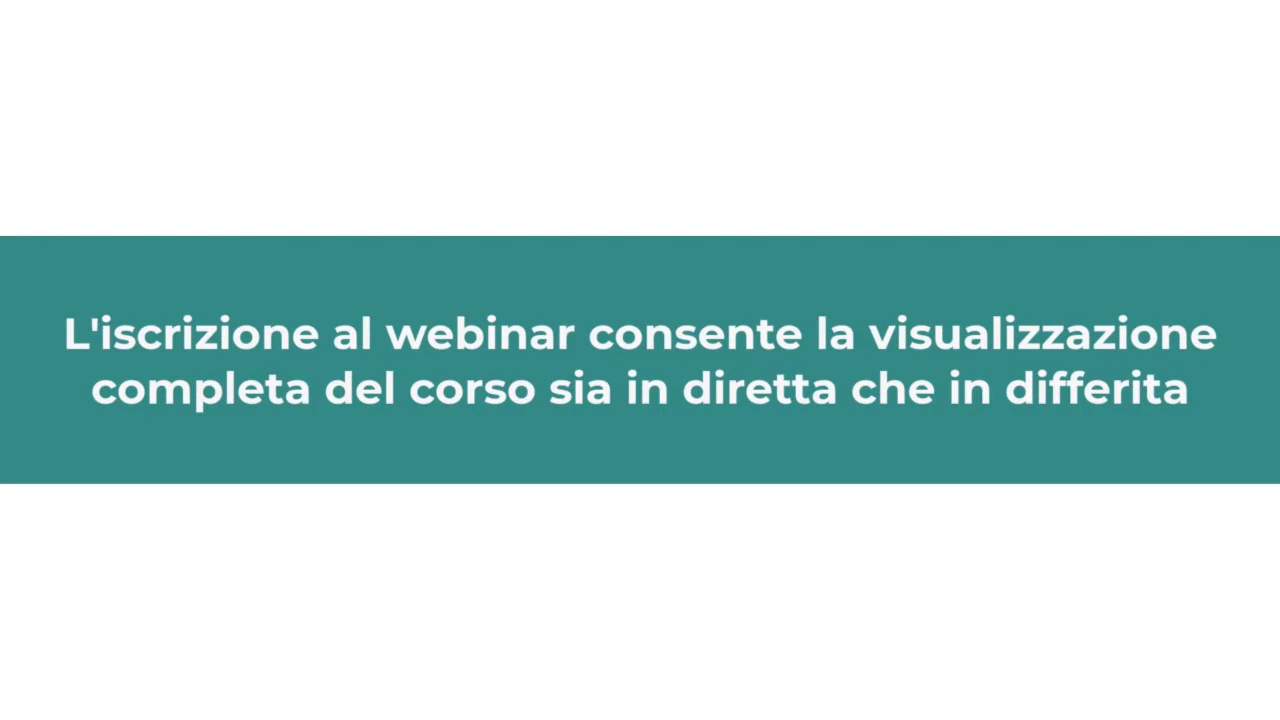 L'iscrizione al webinar consente la visualizzazione
completa del corso sia in diretta che in differita